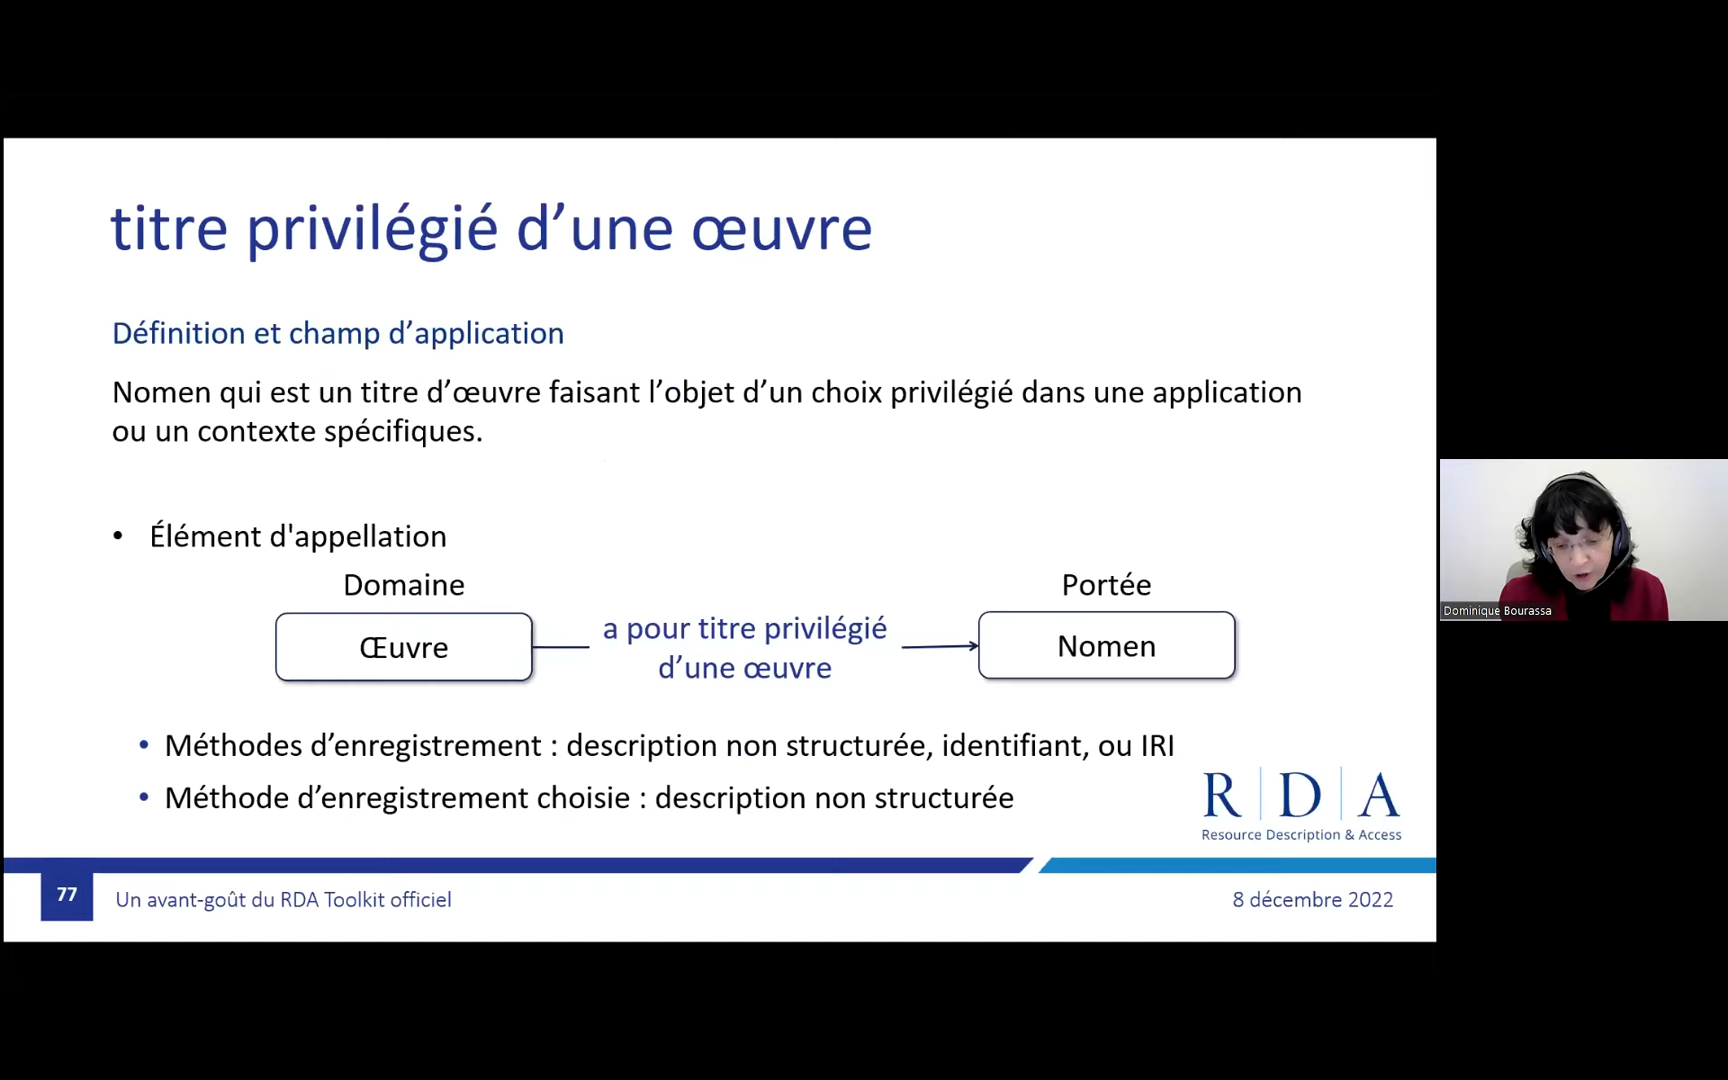 titre privilégié d’une œuvre
Définition et champ d’application
Nomen qui est un titre d’œuvre faisant l’objet d’un choix privilégié dans une application
ou un contexte spécifiques.
• Élément d'appellation
Domaine
Portée
Œuvre
a pour titre privilégié
d’une œuvre
Nomen
• Méthodes d’enregistrement : description non structurée, identifiant, ou IRI
• Méthode d’enregistrement choisie : description non structurée
R|D|A
Resource Description & Access
77
Un avant-goût du RDA Toolkit officiel
8 décembre 2022
Dominique Bourassa